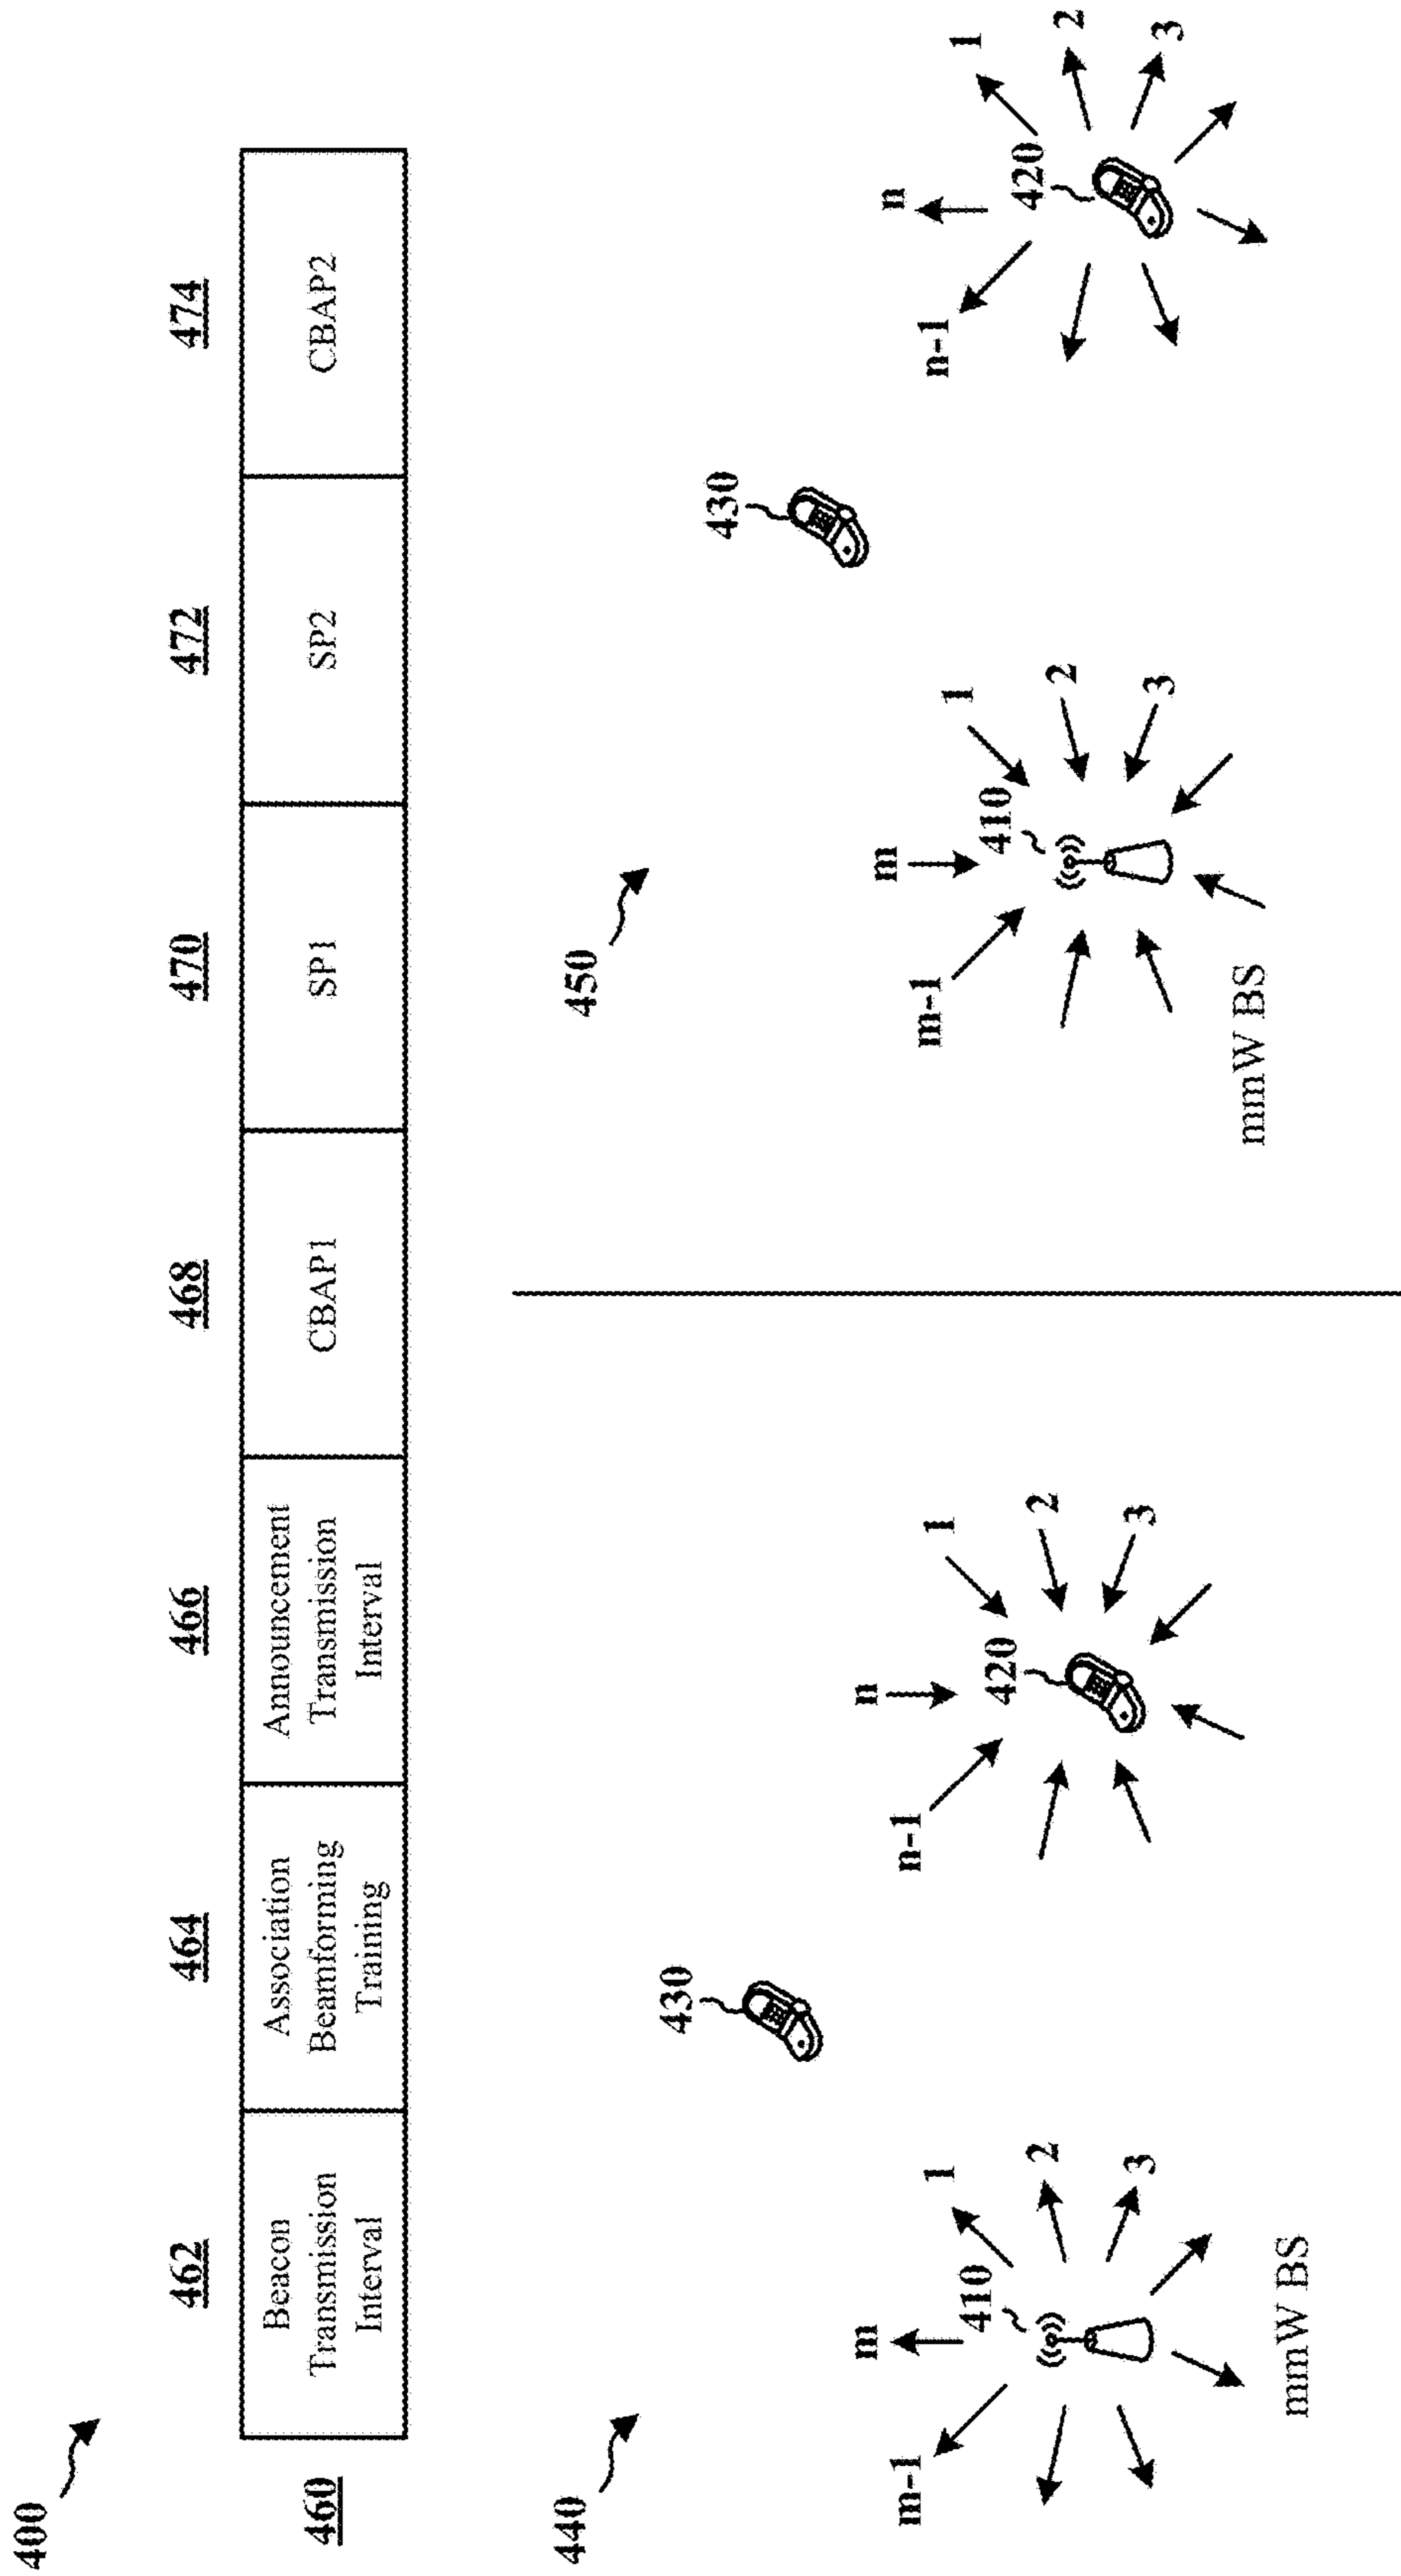 400
462
464
466
468
470
472
474
460
Beacon
Transmission
Interval
Association
Beamforming
Training
Announcement
Transmission
Interval
CBAP1
SP1
SP2
CBAP2
440
430
m-1
m
410
1
2
3
mmW BS
n-1
n
420
1
2
3
450
430
m-1
m
410
1
2
3
mmW BS
n-1
n
420
1
2
3